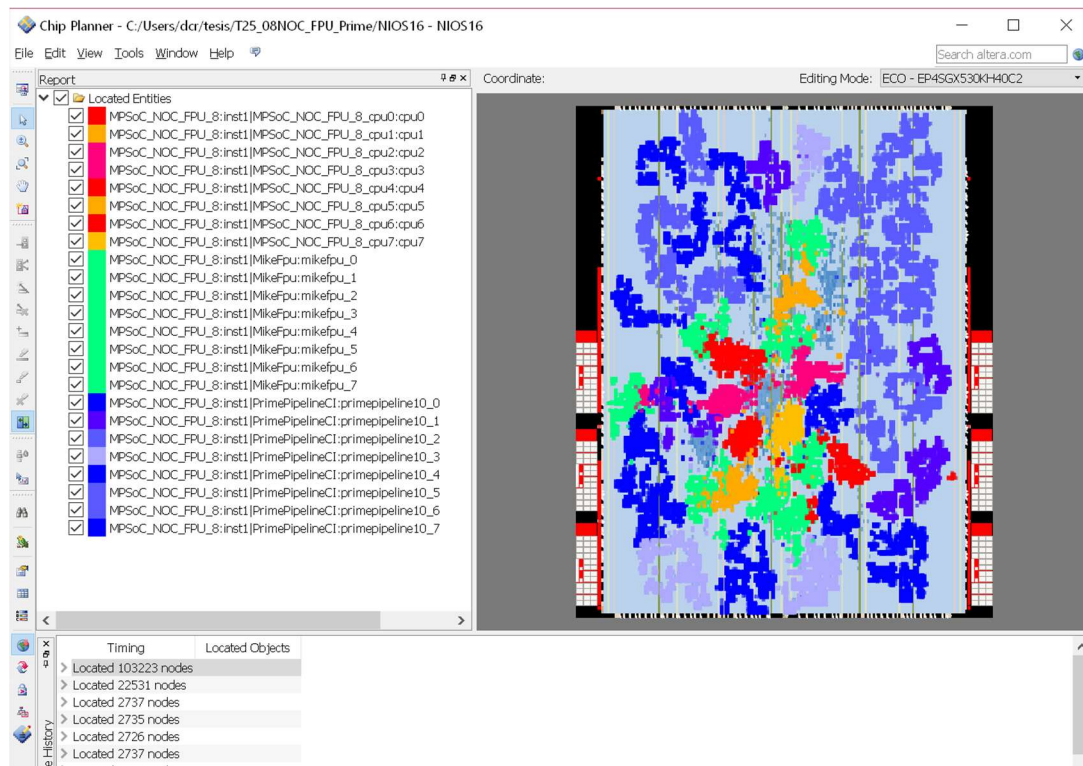 Chip Planner - C:/Users/dcr/tesis/T25_08NOC_FPU_Prime/NIOS16 - NIOS16
File Edit View Tools Window Help
Search altera.com
Report
Coordinate:
Editing Mode: ECO - EP4SGX530KH40C2
Located Entities
MPSoC_NOC_FPU_8:inst1|MPSoC_NOC_FPU_8_cpu0:cpu0
MPSoC_NOC_FPU_8:inst1|MPSoC_NOC_FPU_8_cpu1:cpu1
MPSoC_NOC_FPU_8:inst1|MPSoC_NOC_FPU_8_cpu2:cpu2
MPSoC_NOC_FPU_8:inst1|MPSoC_NOC_FPU_8_cpu3:cpu3
MPSoC_NOC_FPU_8:inst1|MPSoC_NOC_FPU_8_cpu4:cpu4
MPSoC_NOC_FPU_8:inst1|MPSoC_NOC_FPU_8_cpu5:cpu5
MPSoC_NOC_FPU_8:inst1|MPSoC_NOC_FPU_8_cpu6:cpu6
MPSoC_NOC_FPU_8:inst1|MPSoC_NOC_FPU_8_cpu7:cpu7
MPSoC_NOC_FPU_8:inst1|MikeFpu:mikefpu_0
MPSoC_NOC_FPU_8:inst1|MikeFpu:mikefpu_1
MPSoC_NOC_FPU_8:inst1|MikeFpu:mikefpu_2
MPSoC_NOC_FPU_8:inst1|MikeFpu:mikefpu_3
MPSoC_NOC_FPU_8:inst1|MikeFpu:mikefpu_4
MPSoC_NOC_FPU_8:inst1|MikeFpu:mikefpu_5
MPSoC_NOC_FPU_8:inst1|MikeFpu:mikefpu_6
MPSoC_NOC_FPU_8:inst1|MikeFpu:mikefpu_7
MPSoC_NOC_FPU_8:inst1|PrimePipelineCI:primepipeline10_0
MPSoC_NOC_FPU_8:inst1|PrimePipelineCI:primepipeline10_1
MPSoC_NOC_FPU_8:inst1|PrimePipelineCI:primepipeline10_2
MPSoC_NOC_FPU_8:inst1|PrimePipelineCI:primepipeline10_3
MPSoC_NOC_FPU_8:inst1|PrimePipelineCI:primepipeline10_4
MPSoC_NOC_FPU_8:inst1|PrimePipelineCI:primepipeline10_5
MPSoC_NOC_FPU_8:inst1|PrimePipelineCI:primepipeline10_6
MPSoC_NOC_FPU_8:inst1|PrimePipelineCI:primepipeline10_7
Timing Located Objects
Located 103223 nodes
Located 22531 nodes
Located 2737 nodes
Located 2735 nodes
Located 2726 nodes
Located 2737 nodes
History